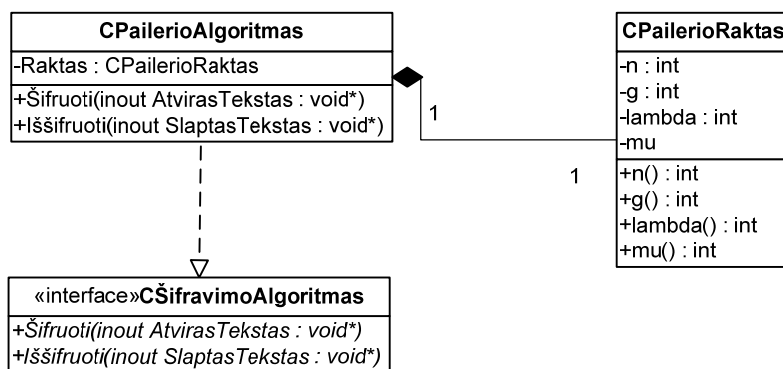 CPailerioAlgoritmas
-Raktas : CPailerioRaktas
+Šifruoti(inout AtvirasTekstas : void*)
+Iššifruoti(inout SlaptasTekstas : void*)
1
1
CPailerioRaktas
-n : int
-g : int
-lambda : int
-mu
+n() : int
+g() : int
+lambda() : int
+mu() : int
«interface»CŠifravimoAlgoritmas
+Šifruoti(inout AtvirasTekstas : void*)
+Iššifruoti(inout SlaptasTekstas : void*)